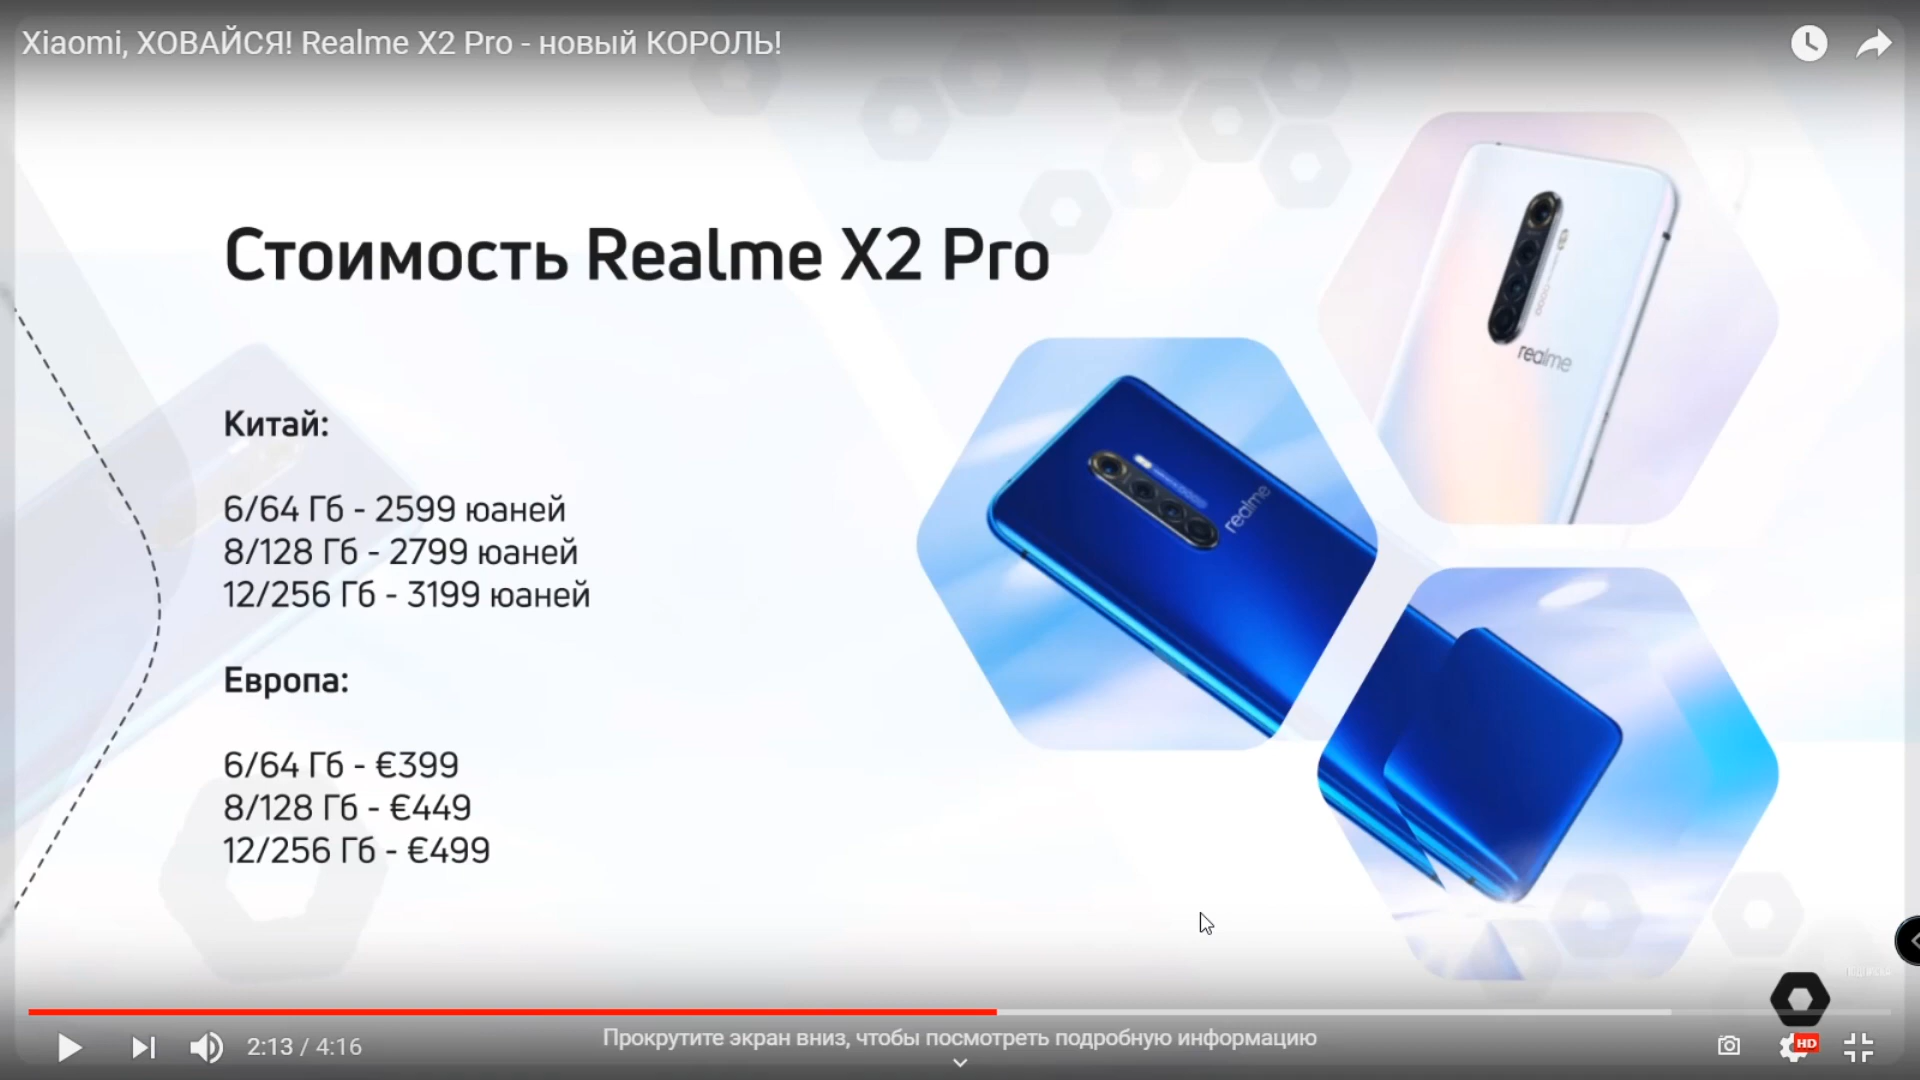 Xiaomi, ХОВАЙСЯ! Realme X2 Pro - новый КОРОЛЬ!
Стоимость Realme X2 Pro
Китай:
6/64 Гб - 2599 юаней
8/128 Гб - 2799 юаней
12/256 Гб - 3199 юаней
Европа:
6/64 Гб - €399
8/128 Гб - €449
12/256 Гб - €499
realme
realme
2:13 / 4:16
Прокрутите экран вниз, чтобы посмотреть подробную информацию
HD